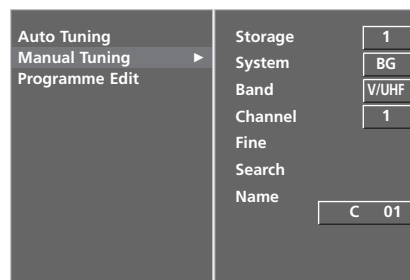 Auto Tuning
Manual Tuning ►
Programme Edit
Storage 1
System BG
Band V/UHF
Channel 1
Fine
Search
Name
C 01